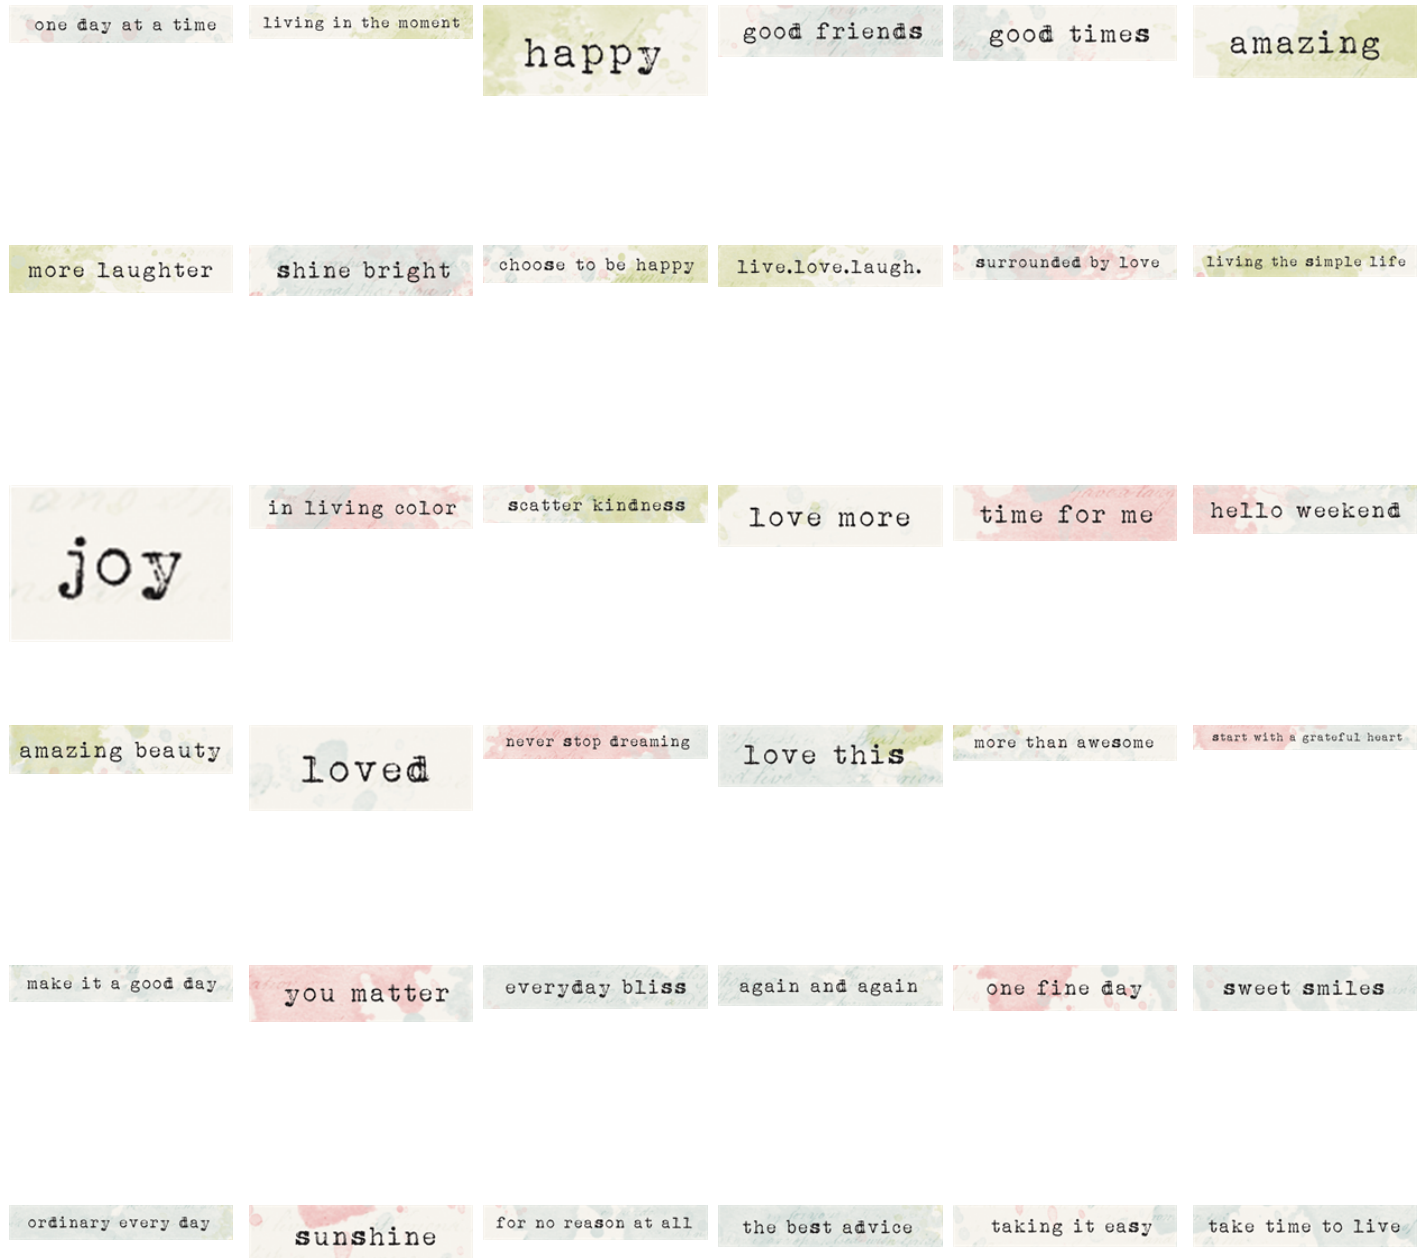 one day at a time
living in the moment
happy
good friends
good times
amazing
more laughter
shine bright
choose to be happy
live.love.laugh.
surrounded by love
living the simple life
joy
in living color
scatter kindness
love more
time for me
hello weekend
amazing beauty
loved
never stop dreaming
love this
more than awesome
start with a grateful heart
make it a good day
you matter
everyday bliss
again and again
one fine day
sweet smiles
ordinary every day
sunshine
for no reason at all
the best advice
taking it easy
take time to live